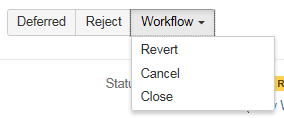 Deferred Reject Workflow
Revert
Statu R
Cancel
Close